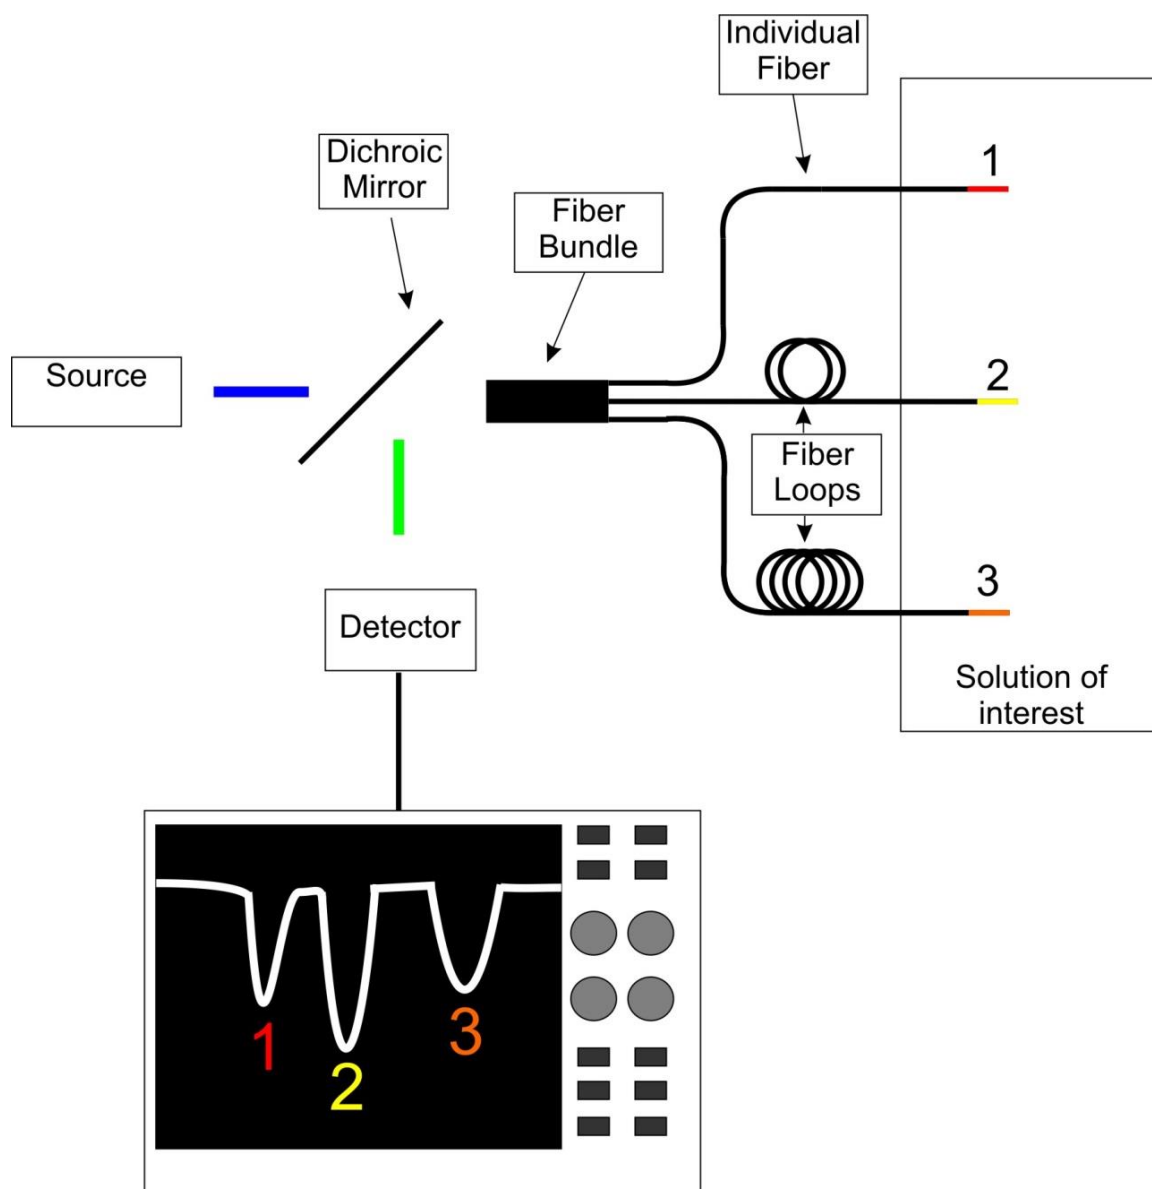 Individual
Fiber
1
Dichroic
Mirror
Fiber
Bundle
Source
2
Fiber
Loops
3
Detector
Solution of
interest
1
2
3